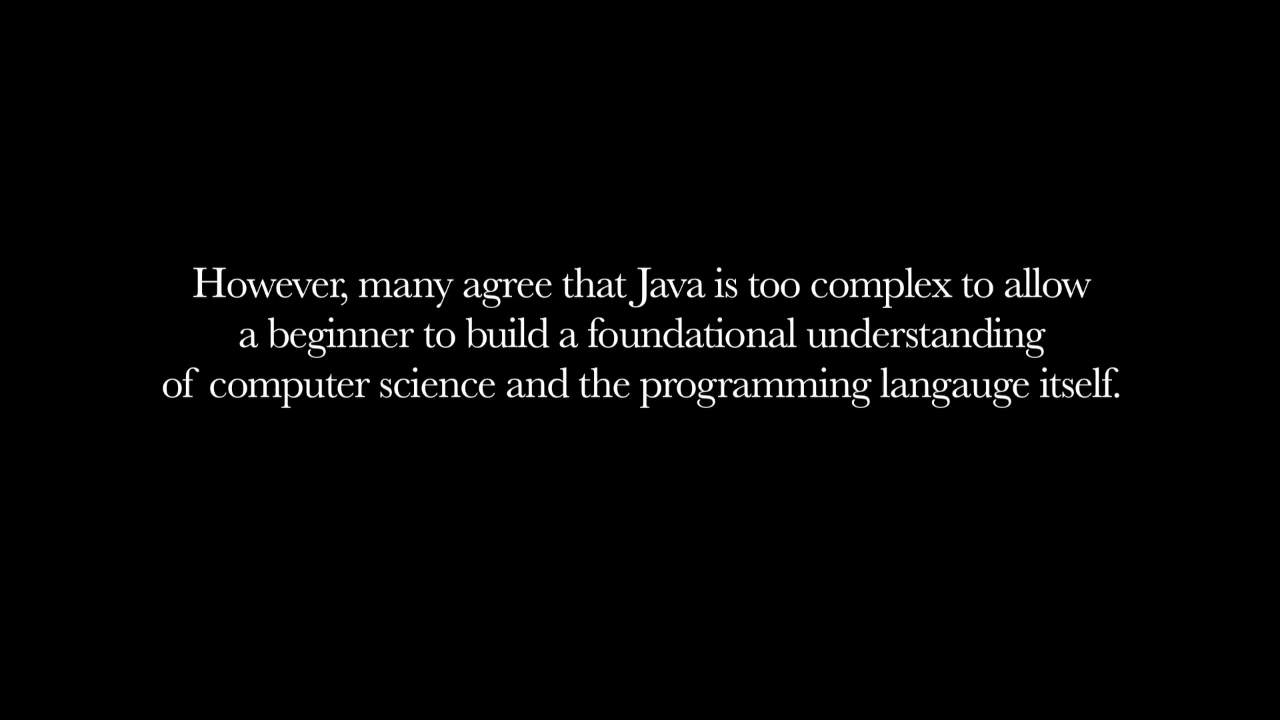 However, many agree that Java is too complex to allow
a beginner to build a foundational understanding
of computer science and the programming langauge itself.